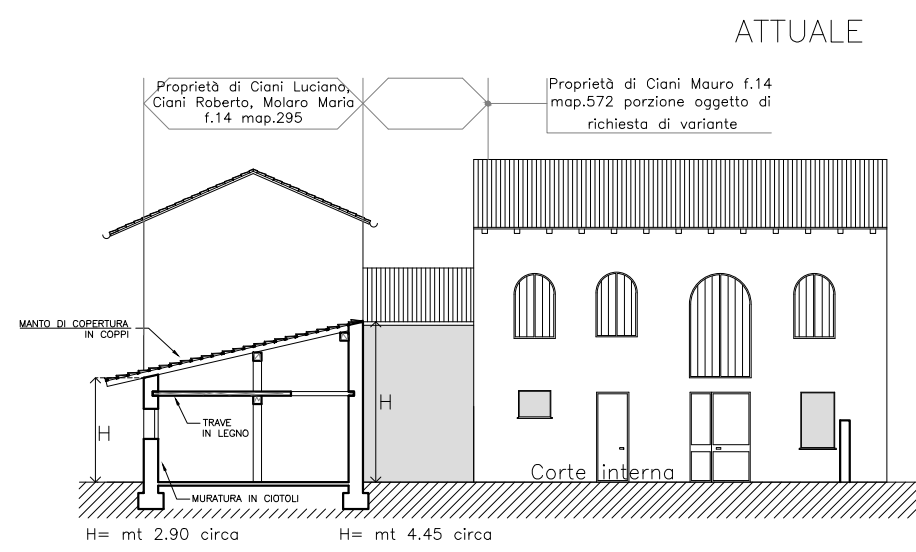 ATTUALE
Proprietà di Ciani Luciano,
Ciani Roberto, Molaro Maria
f.14 map.295
Proprietà di Ciani Mauro f.14
map.572 porzione oggetto di
richiesta di variante
MANTO DI COPERTURA
IN COPPI
H
H
TRAVE
IN LEGNO
Corte interna
MURATURA IN CIOTOLI
H= mt 2.90 circa
H= mt 4.45 circa